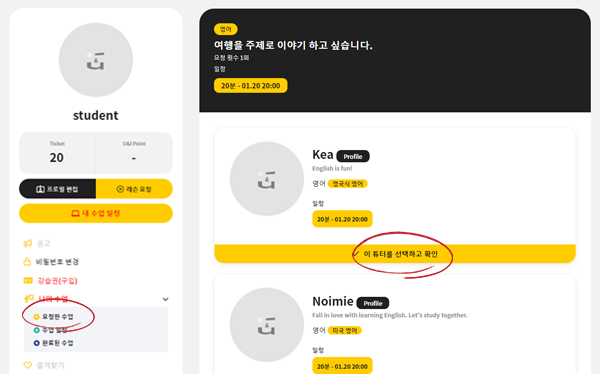 student
Ticket
20
U&I Point
-
프로필 편집
레슨 요청
내 수업 일정
공고
비밀번호 변경
수강권(구입)
나의 수업
요청한 수업
수업 일정
완료된 수업
즐겨찾기
영어
여행을 주제로 이야기 하고 싶습니다.
요청 횟수 1회
일정
20분 - 01.20 20:00
Kea Profile
English is fun!
영어 영국식 영어
일정
20분 - 01.20 20:00
이 튜터를 선택하고 확인
Noimie Profile
Fall in love with learning English. Let's study together.
영어 미국 영어
일정
20분 - 01.20 20:00